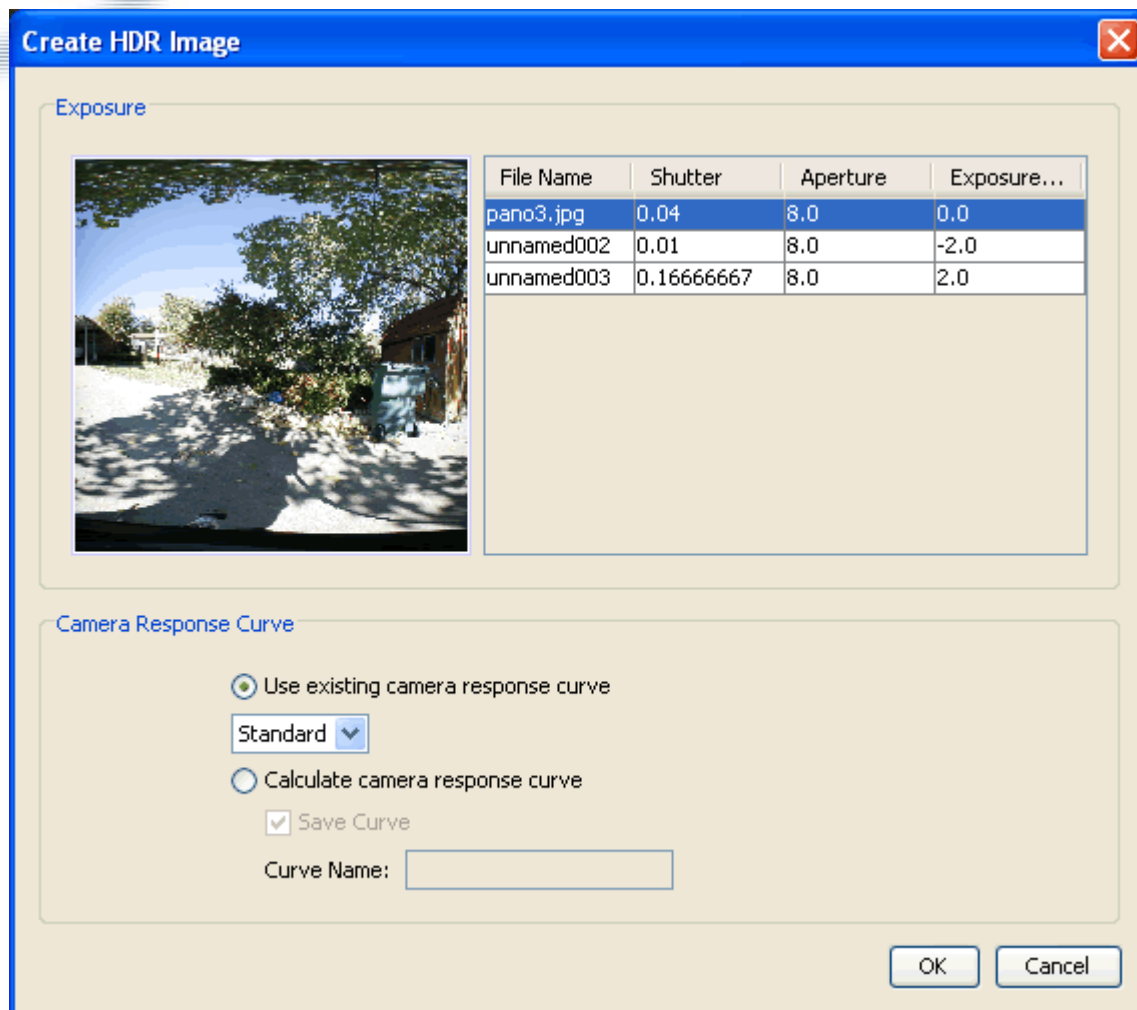 Create HDR Image
Exposure
File Name Shutter Aperture Exposure...
pano3.jpg 0.04 8.0 0.0
unnamed002 0.01 8.0 -2.0
unnamed003 0.16666667 8.0 2.0
Camera Response Curve
Use existing camera response curve
Standard
Calculate camera response curve
Save Curve
Curve Name:
OK Cancel